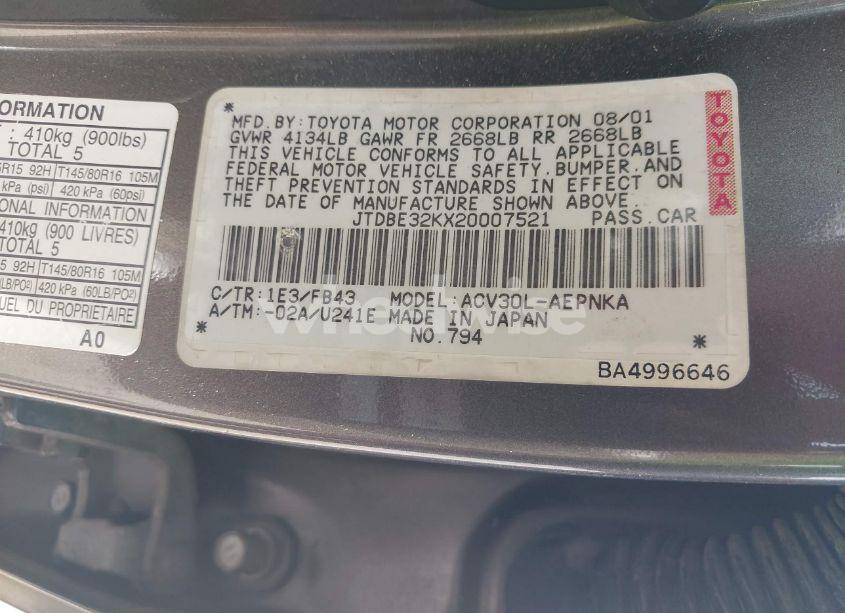 ORMATION
: 410kg (900lbs)
TOTAL 5
R15 92H T145/80R16 105M
kPa (psi) 420 kPa (60psi)
ONAL INFORMATION
410kg (900 LIVRES)
TOTAL 5
15 92H T145/80R16 105M
LB/PO²) 420 kPa (60LB/PO²)
UEL DU PROPRIETAIRE
A0
*
MFD.BY:TOYOTA MOTOR CORPORATION 08/01
GVWR 4134LB GAWR FR 2668LB RR 2668LB
THIS VEHICLE CONFORMS TO ALL APPLICABLE
FEDERAL MOTOR VEHICLE SAFETY.BUMPER.AND
THEFT PREVENTION STANDARDS IN EFFECT ON
THE DATE OF MANUFACTURE SHOWN ABOVE.
JTDBE32KX20007521 PASS.CAR
TOYOTA
C/TR:1E3/FB43 MODEL:ACV30L-AEPNKA
A/TM:-02A/U241E MADE IN JAPAN
* NO.794 *
BA4996646
wheelwise